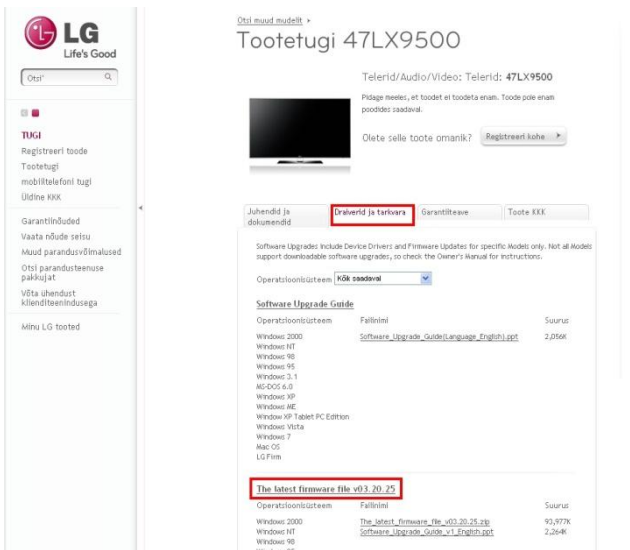 LG
Life's Good
Otsi*
TUGI
Registreeri toode
Tootetugi
mobiiltelefoni tugi
Üldine KKK
Garantiinõuded
Vaata nõude seisu
Muud parandusvõimalused
Otsi parandusteenuse
pakkujat
Võta ühendust
klienditeenindusega
Minu LG tooted
Otsi muud mudelit
Tootetugi 47LX9500
Telerid/Audio/Video: Telerid: 47LX9500
Pidage meeles, et toodet ei toodeta enam. Toode pole enam
poodides saadaval.
Olete selle toote omanik? Registreeri kohe
Juhendid ja
dokumendid
Draiverid ja tarkvara
Garantiiteave
Toote KKK
Software Upgrades include Device Drivers and Firmware Updates for specific Models only. Not all Models
support downloadable software upgrades, so check the Owner's Manual for instructions.
Operatsioonisüsteem Kõik saadaval
Software Upgrade Guide
Operatsioonisüsteem Failinimi Suurus
Windows 2000 Software_Upgrade_Guide(Language_English).ppt 2,056K
Windows NT
Windows 98
Windows 95
Windows 3.1
MS-DOS 6.0
Windows XP
Windows ME
Window XP Tablet PC Edition
Windows Vista
Windows 7
Mac OS
LG Firm
The latest firmware file v03.20.25
Operatsioonisüsteem Failinimi Suurus
Windows 2000 The_latest_firmware_file_v03.20.25.zip 93,977K
Windows NT Software_Upgrade_Guide_v1_English.ppt 2,264K
Windows 98